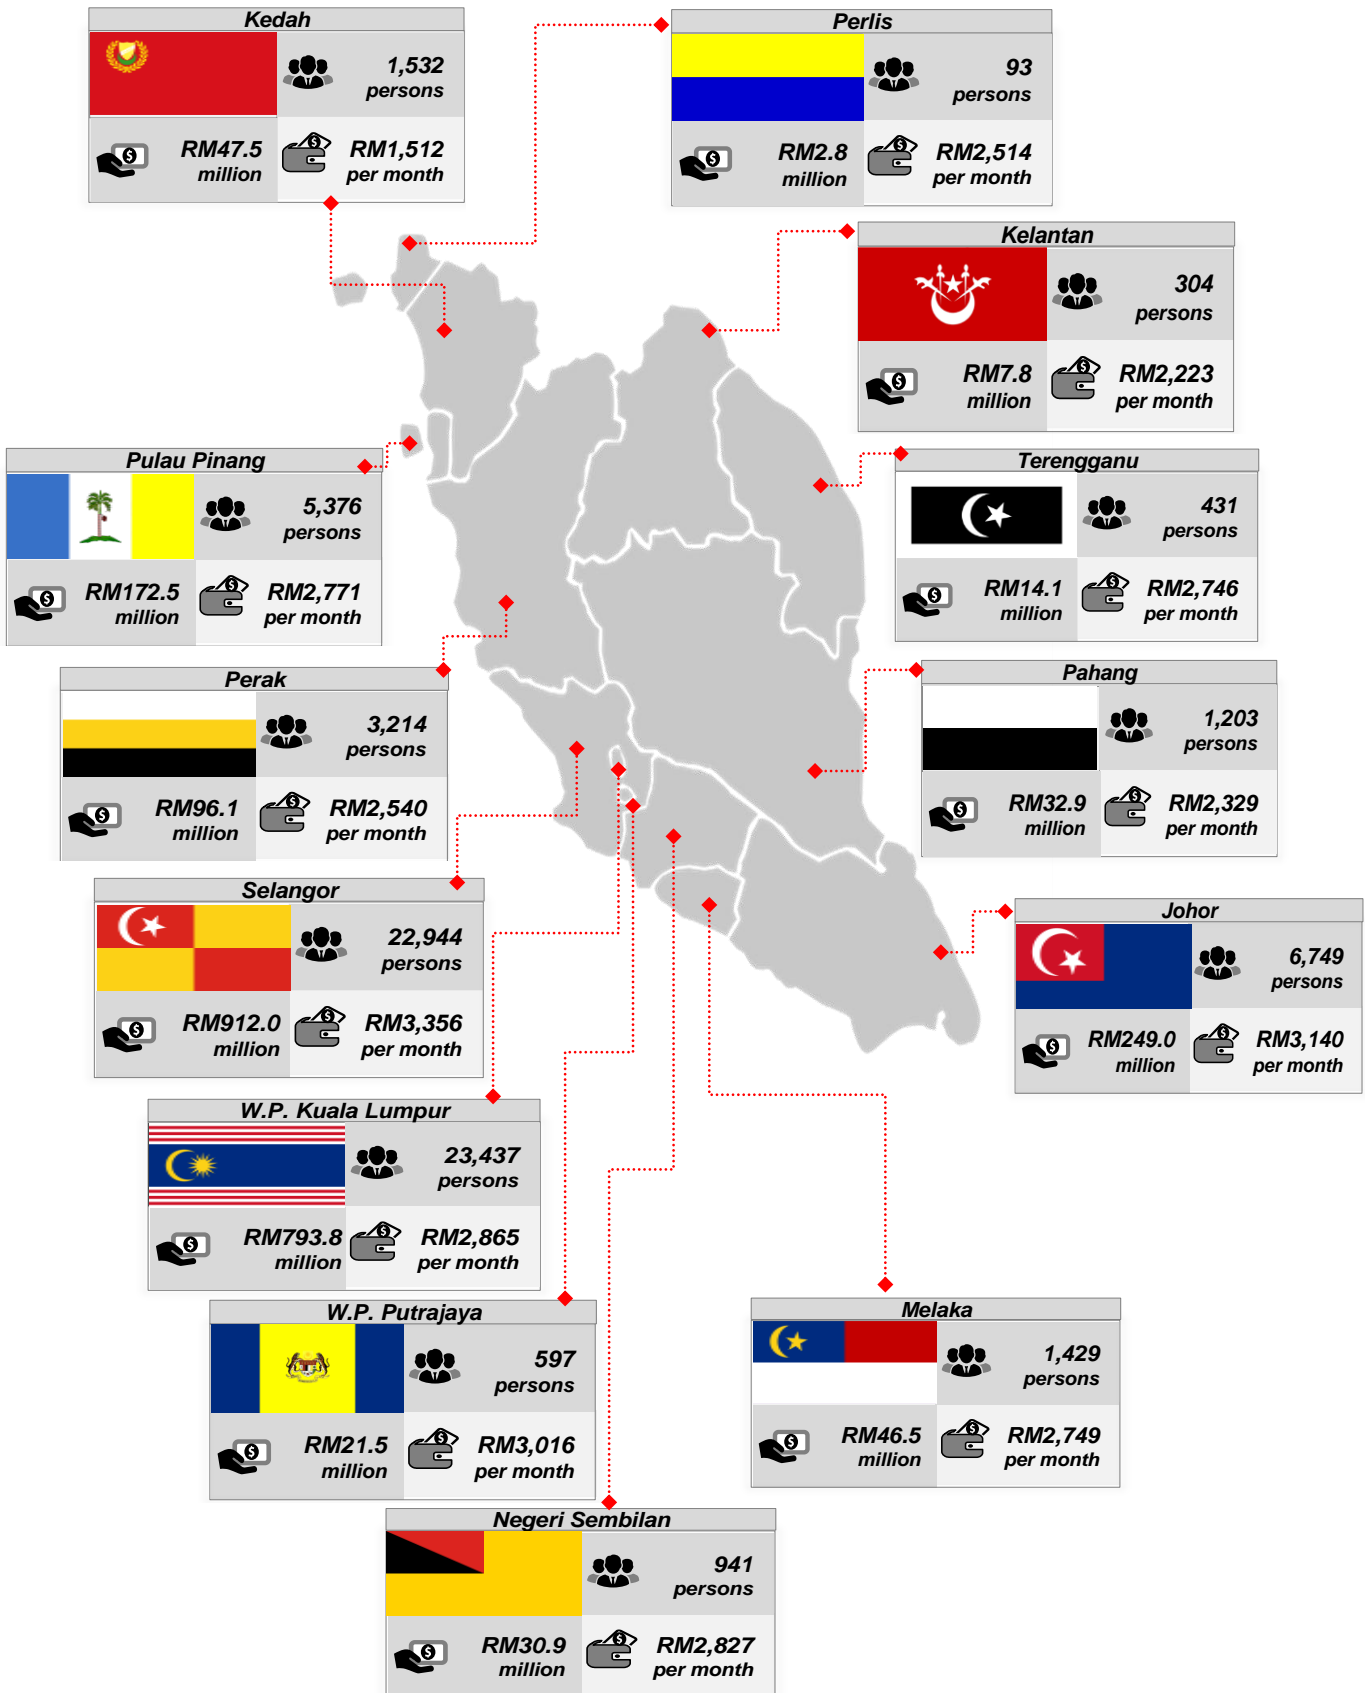 Kedah
1,532
persons
RM47.5
million
RM1,512
per month
Perlis
93
persons
RM2.8
million
RM2,514
per month
Kelantan
304
persons
RM7.8
million
RM2,223
per month
Pulau Pinang
5,376
persons
RM172.5
million
RM2,771
per month
Terengganu
431
persons
RM14.1
million
RM2,746
per month
Perak
3,214
persons
RM96.1
million
RM2,540
per month
Pahang
1,203
persons
RM32.9
million
RM2,329
per month
Selangor
22,944
persons
RM912.0
million
RM3,356
per month
Johor
6,749
persons
RM249.0
million
RM3,140
per month
W.P. Kuala Lumpur
23,437
persons
RM793.8
million
RM2,865
per month
W.P. Putrajaya
597
persons
RM21.5
million
RM3,016
per month
Melaka
1,429
persons
RM46.5
million
RM2,749
per month
Negeri Sembilan
941
persons
RM30.9
million
RM2,827
per month